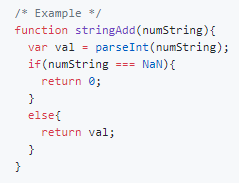 /* Example */
function stringAdd(numString){
  var val = parseInt(numString);
  if(numString === NaN){
    return 0;
  }
  else{
    return val;
  }
}